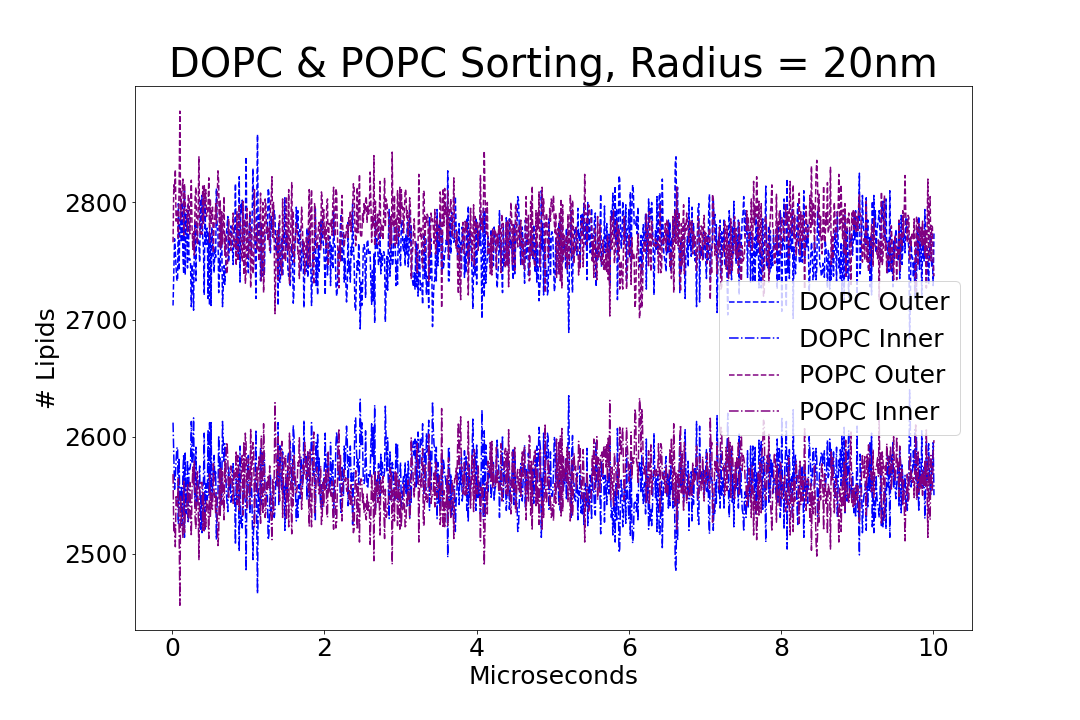 DOPC & POPC Sorting, Radius = 20nm
# Lipids
2800
2700
2600
2500
DOPC Outer
DOPC Inner
POPC Outer
POPC Inner
0 2 4 6 8 10
Microseconds